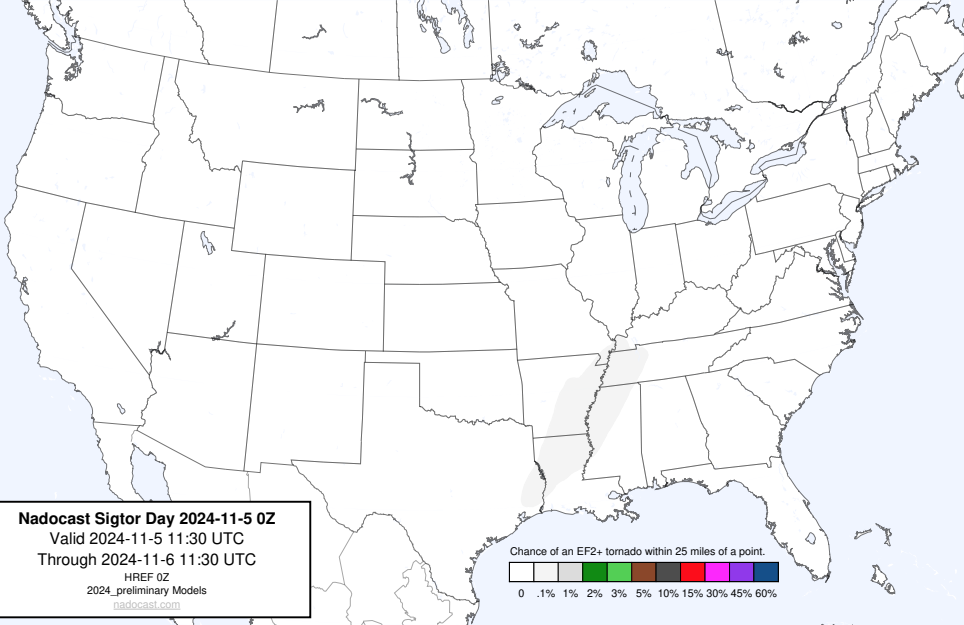 Nadocast Sigtor Day 2024-11-5 0Z
Valid 2024-11-5 11:30 UTC
Through 2024-11-6 11:30 UTC
HREF 0Z
2024_preliminary Models
nadocast.com
Chance of an EF2+ tornado within 25 miles of a point.
0 .1% 1% 2% 3% 5% 10% 15% 30% 45% 60%